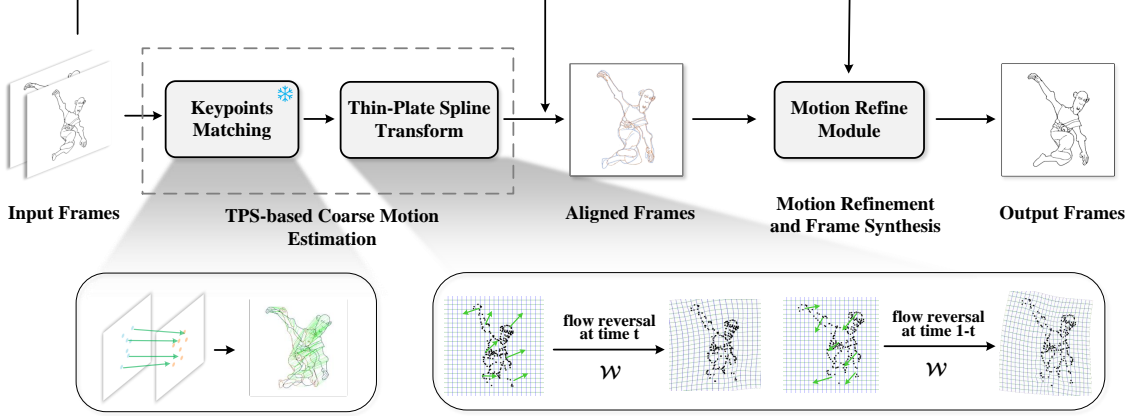 Keypoints
Matching
Thin-Plate Spline
Transform
Motion Refine
Module
Input Frames
TPS-based Coarse Motion
Estimation
Aligned Frames
Motion Refinement
and Frame Synthesis
Output Frames
flow reversal
at time t
𝒲
flow reversal
at time 1-t
𝒲